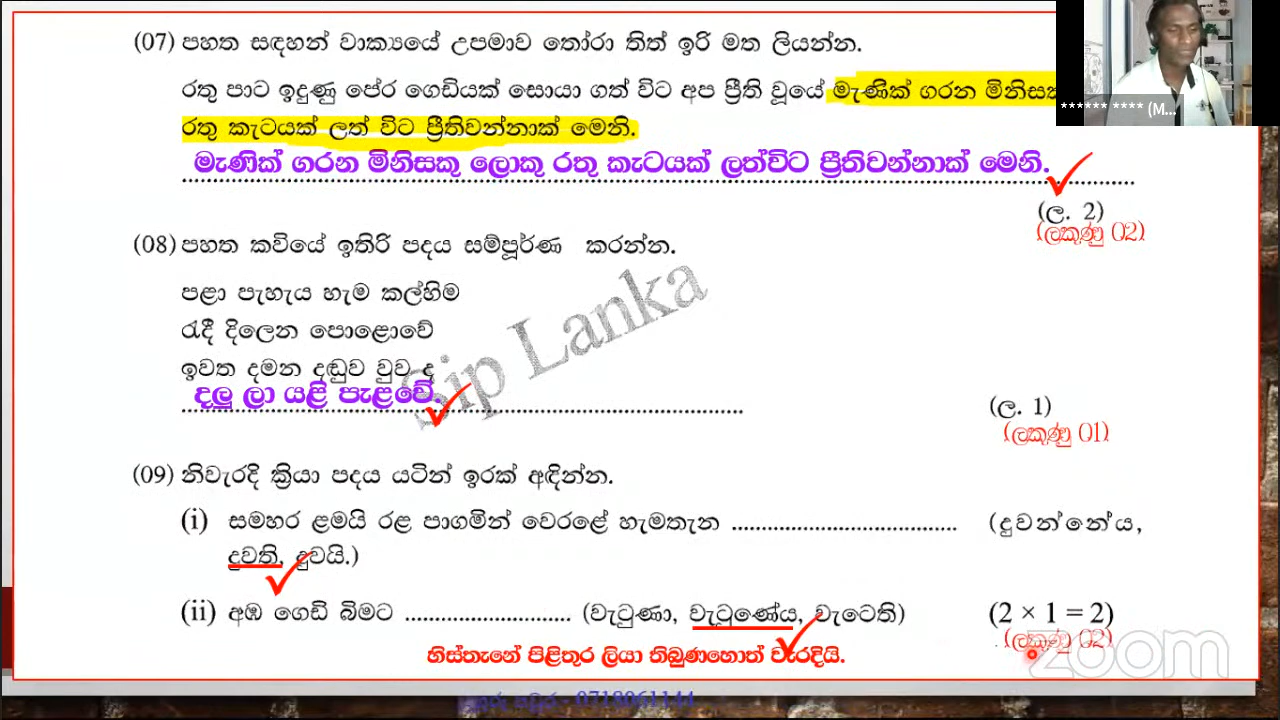 (07) පහත සඳහන් වාක්‍යයේ උපමාව තෝරා තිත් ඉරි මත ලියන්න.
රතු පාට ඉදුණු පේර ගෙඩියක් සොයා ගත් විට අප ප්‍රීති වූයේ මැණික් ගරන
****** **** (M...
රතු කැටයක් ලත් විට ප්‍රීතිවන්නාක් මෙනි.
මැණික් ගරන මිනිසකු ලොකු රතු කැටයක් ලත්විට ප්‍රීතිවන්නාක් මෙනි.
(ල. 2)
(ලකුණු 02)
(08) පහත කවියේ ඉතිරි පදය සම්පූර්ණ කරන්න.
පළා පැහැය හැම කල්හිම
රැදී දිලෙන පොළොවේ
ඉවත දමන දඬුව වුව ද
දලු ලා යළි පැළවේ.
Sip Lanka
(ල. 1)
(ලකුණු 01)
(09) නිවැරදි ක්‍රියා පදය යටින් ඉරක් අඳින්න.
(i) සමහර ළමයි රළ පාගමින් වෙරළේ හැමතැන ........................................ (දුවන්නේය,
දුවති, දුවයි.)
(ii) අඹ ගෙඩි බිමට ............................. (වැටුණා, වැටුණේය, වැටෙති) (2 × 1 = 2)
(ලකුණු 02)
හිස්තැනේ පිළිතුර ලියා තිබුණහොත් වැරදියි.
zoom